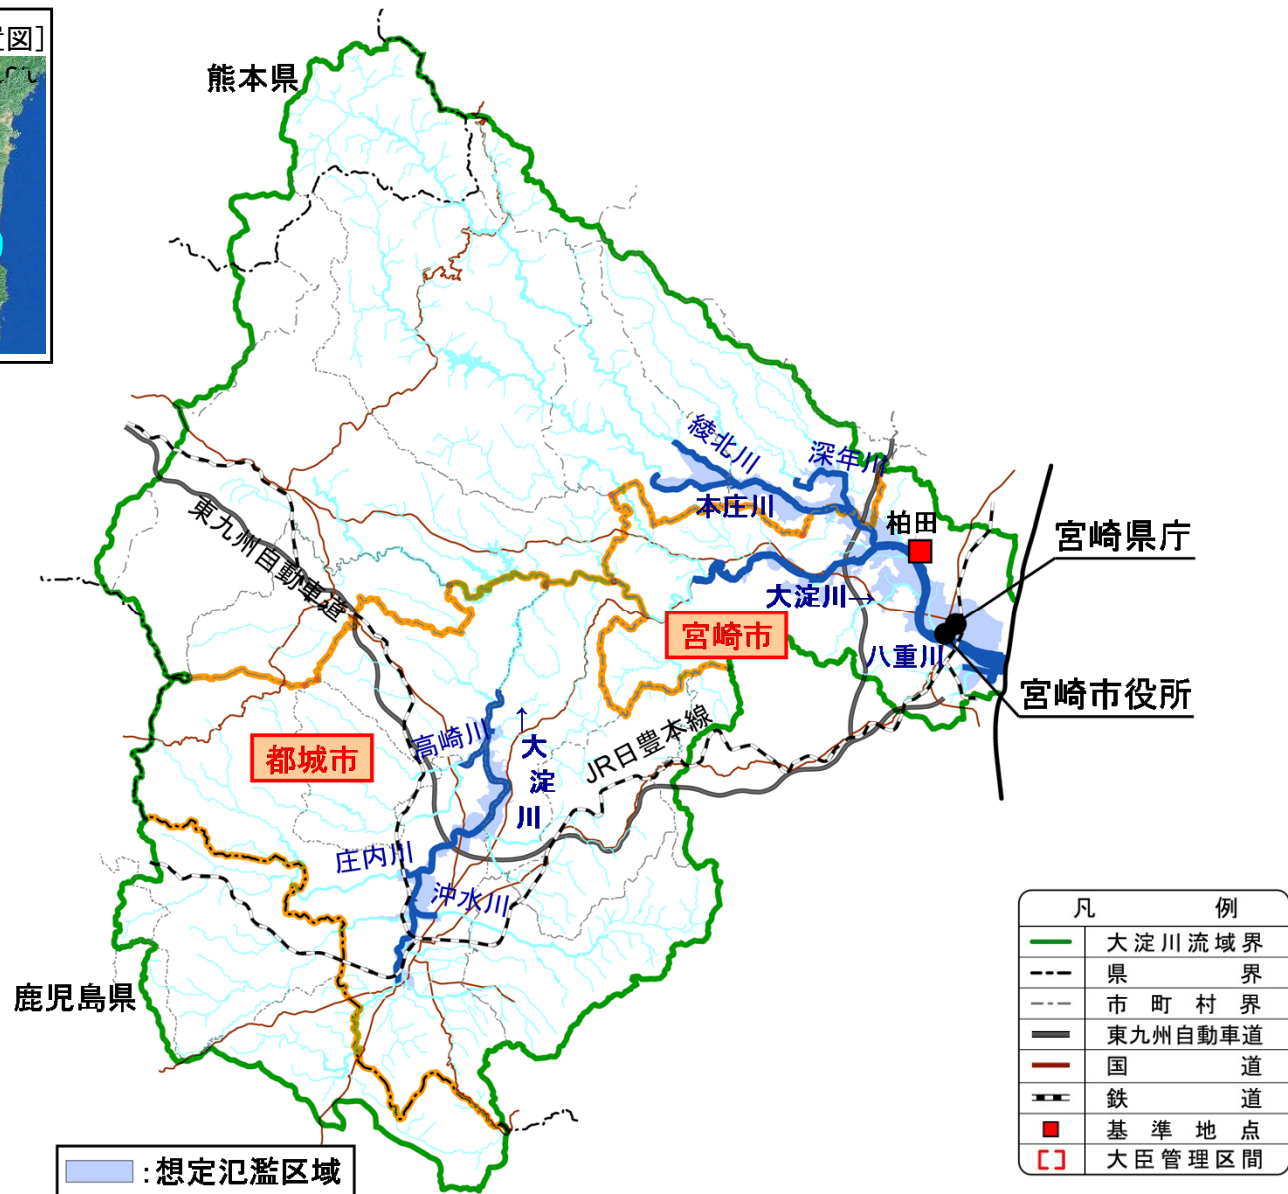 図]
熊本県
綾北川
深年川
本庄川
柏田
宮崎県庁
東九州自動車道
大淀川→
宮崎市
八重川
宮崎市役所
高崎川
↑
大淀川
JR日豊本線
都城市
庄内川
沖水川
鹿児島県
凡 例
大淀川流域界
県 界
市町村界
東九州自動車道
国 道
鉄 道
基準地点
大臣管理区間
:想定氾濫区域